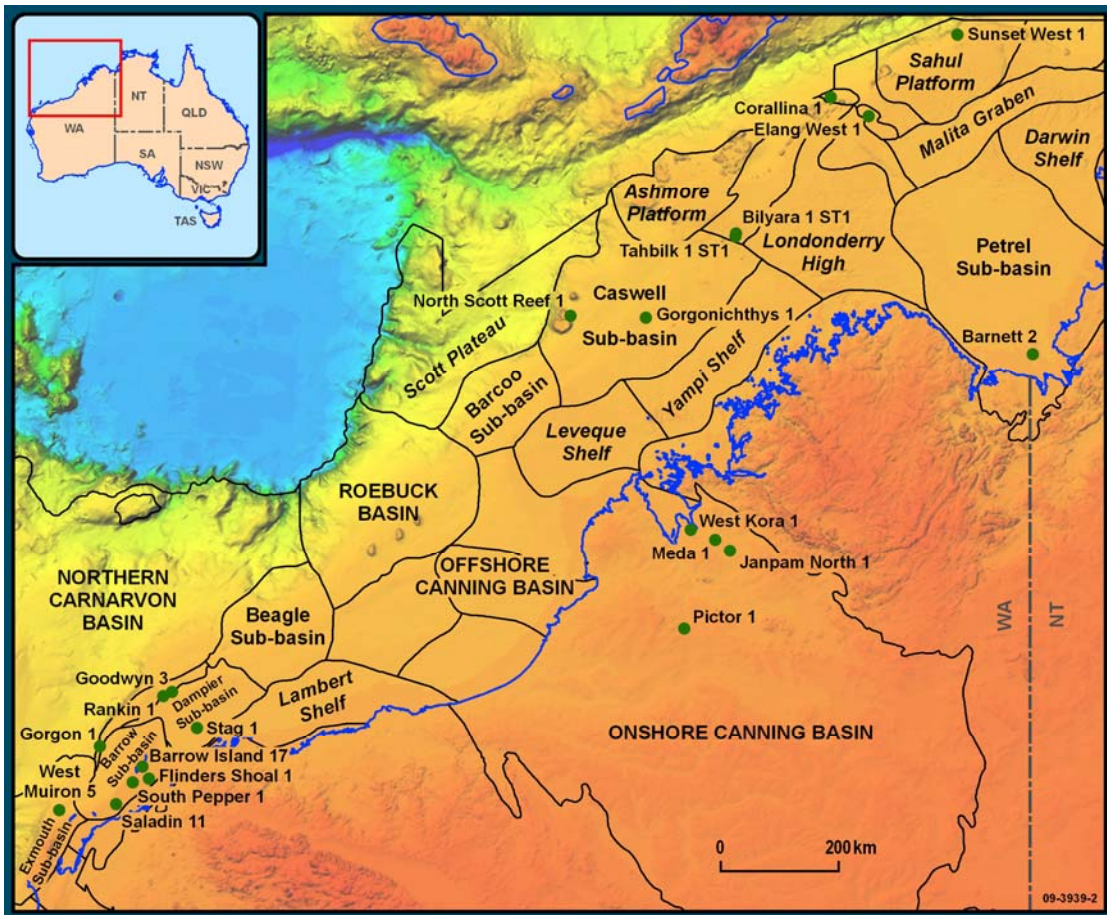 NT
QLD
WA
SA
NSW
VIC
TAS
Sunset West 1
Sahul
Platform
Corallina 1
Elang West 1
Malita Graben
Darwin
Shelf
Ashmore
Platform
Bilyara 1 ST1
Tahbilk 1 ST1
Londonderry
High
Petrel
Sub-basin
North Scott Reef 1
Caswell
Sub-basin
Gorgonichthys 1
Scott Plateau
Barcoo
Sub-basin
Yampi Shelf
Barnett 2
Leveque
Shelf
ROEBUCK
BASIN
West Kora 1
Meda 1
Janpam North 1
OFFSHORE
CANNING BASIN
NORTHERN
CARNARVON
BASIN
Beagle
Sub-basin
Pictor 1
WA
NT
Goodwyn 3
Rankin 1
Dampier
Sub-basin
Lambert
Shelf
Stag 1
Gorgon 1
Barrow
Sub-basin
ONSHORE CANNING BASIN
Barrow Island 17
Flinders Shoal 1
West
Muiron 5
South Pepper 1
Saladin 11
Exmouth
Sub-basin
0 200 km
09-3939-2